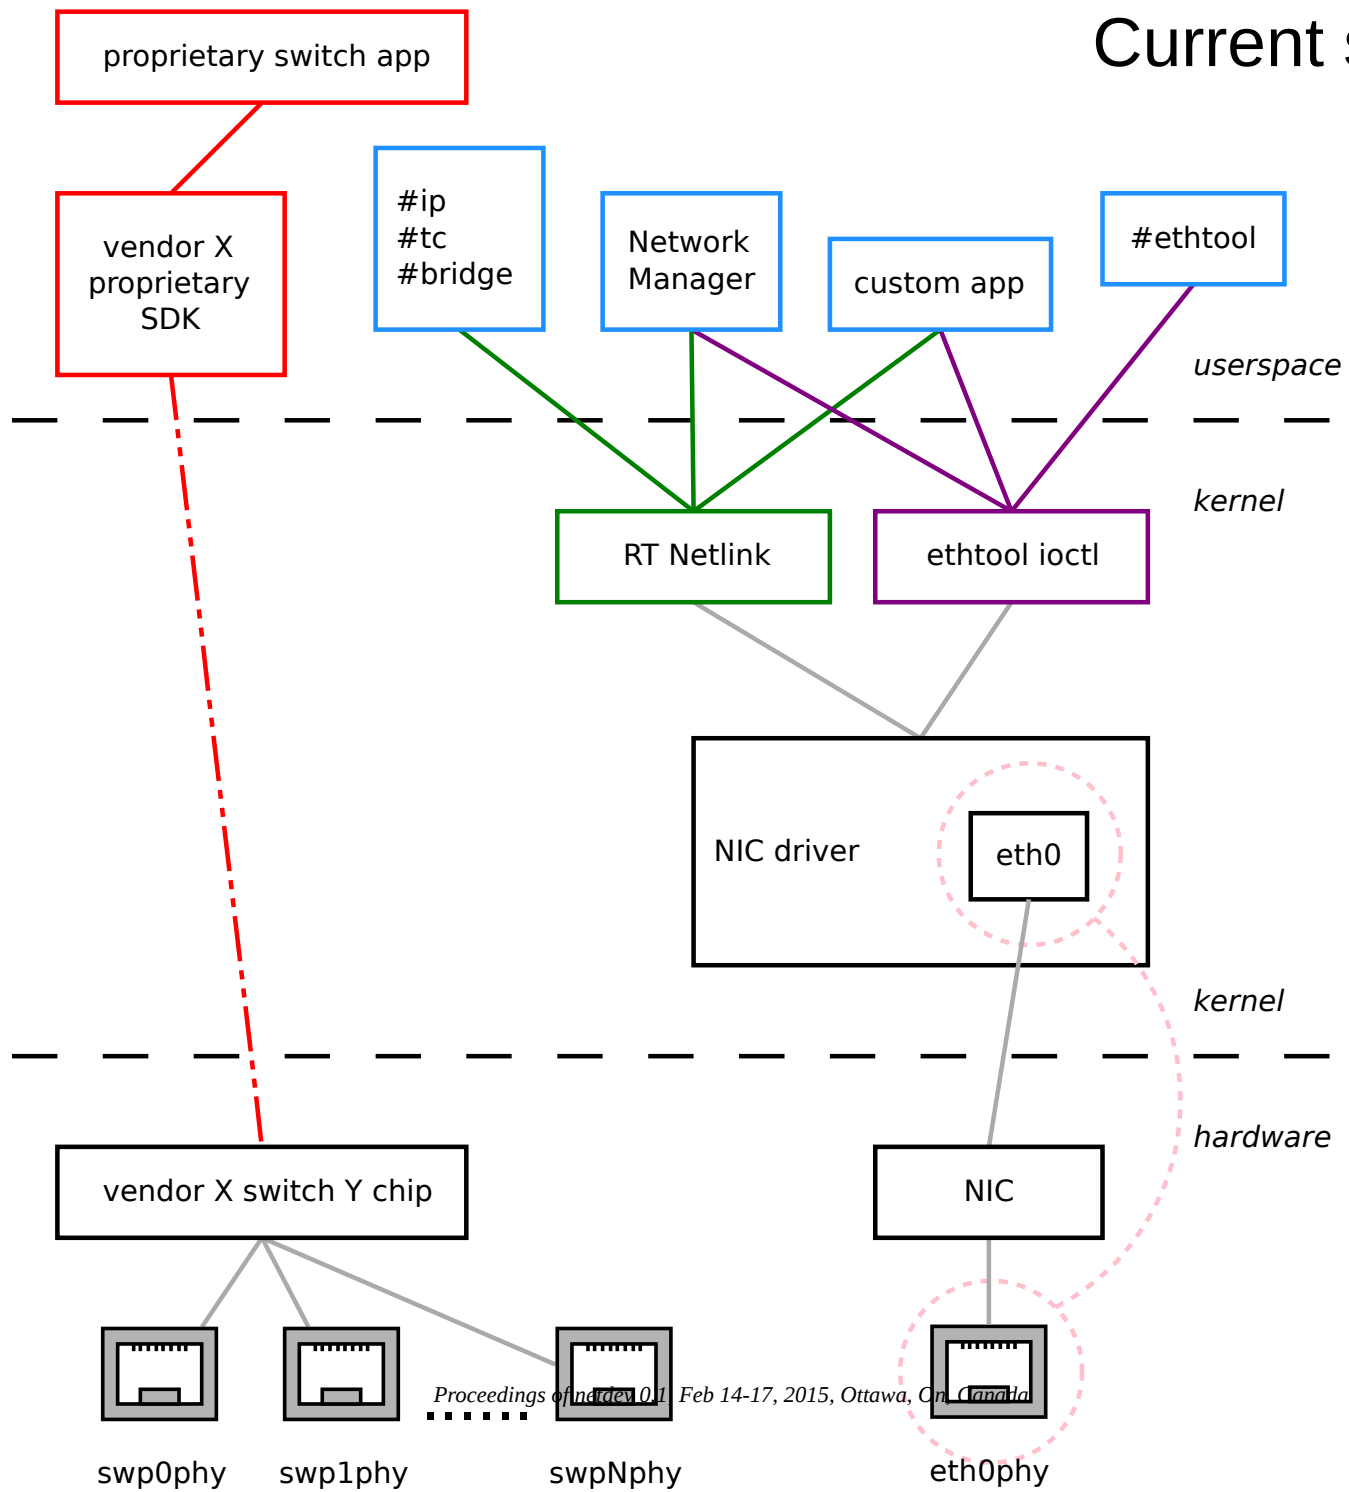 Current s
proprietary switch app
vendor X
proprietary
SDK
#ip
#tc
#bridge
Network
Manager
custom app
#ethtool
userspace
kernel
RT Netlink
ethtool ioctl
NIC driver
eth0
kernel
hardware
vendor X switch Y chip
NIC
Proceedings of netdev 0.1, Feb 14-17, 2015, Ottawa, On, Canada
swp0phy
swp1phy
swpNphy
eth0phy